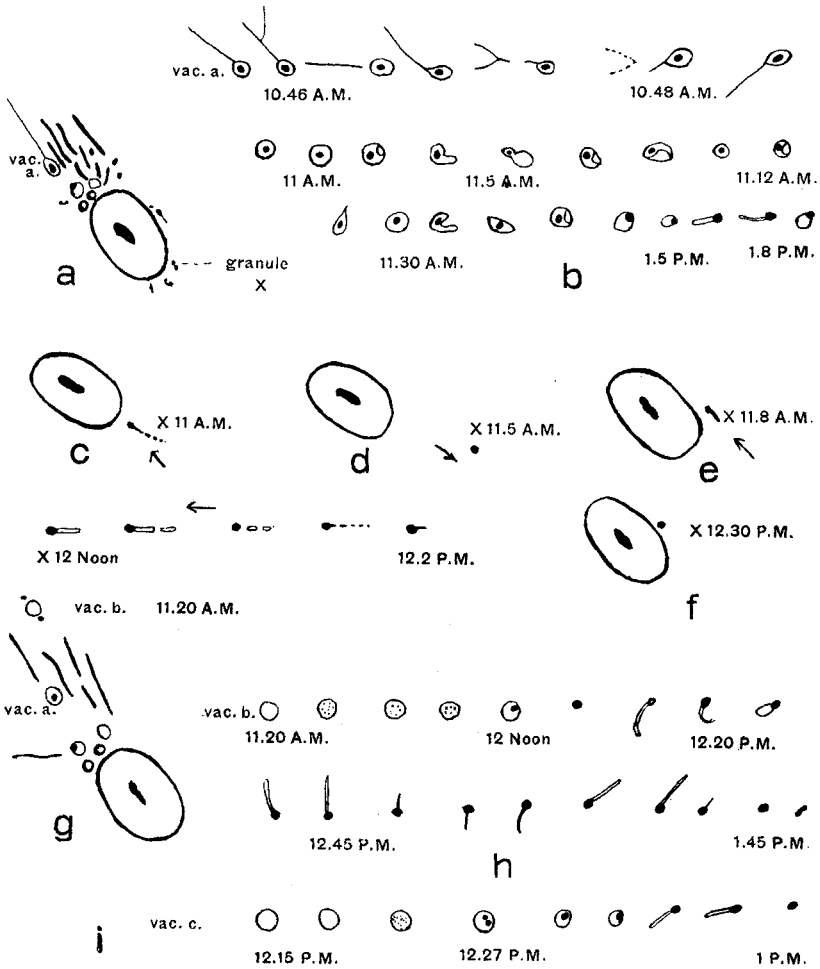 vac. a.
10.46 A.M.
10.48 A.M.
vac.
a.
11 A.M.
11.5 A.M.
11.12 A.M.
granule
X
a
11.30 A.M.
b
1.5 P.M.
1.8 P.M.
X 11 A.M.
c
X 11.5 A.M.
d
X 11.8 A.M.
e
X 12 Noon
12.2 P.M.
X 12.30 P.M.
f
vac. b. 11.20 A.M.
vac. a.
g
vac. b.
11.20 A.M.
12 Noon
12.20 P.M.
12.45 P.M.
h
1.45 P.M.
i
vac. c.
12.15 P.M.
12.27 P.M.
1 P.M.